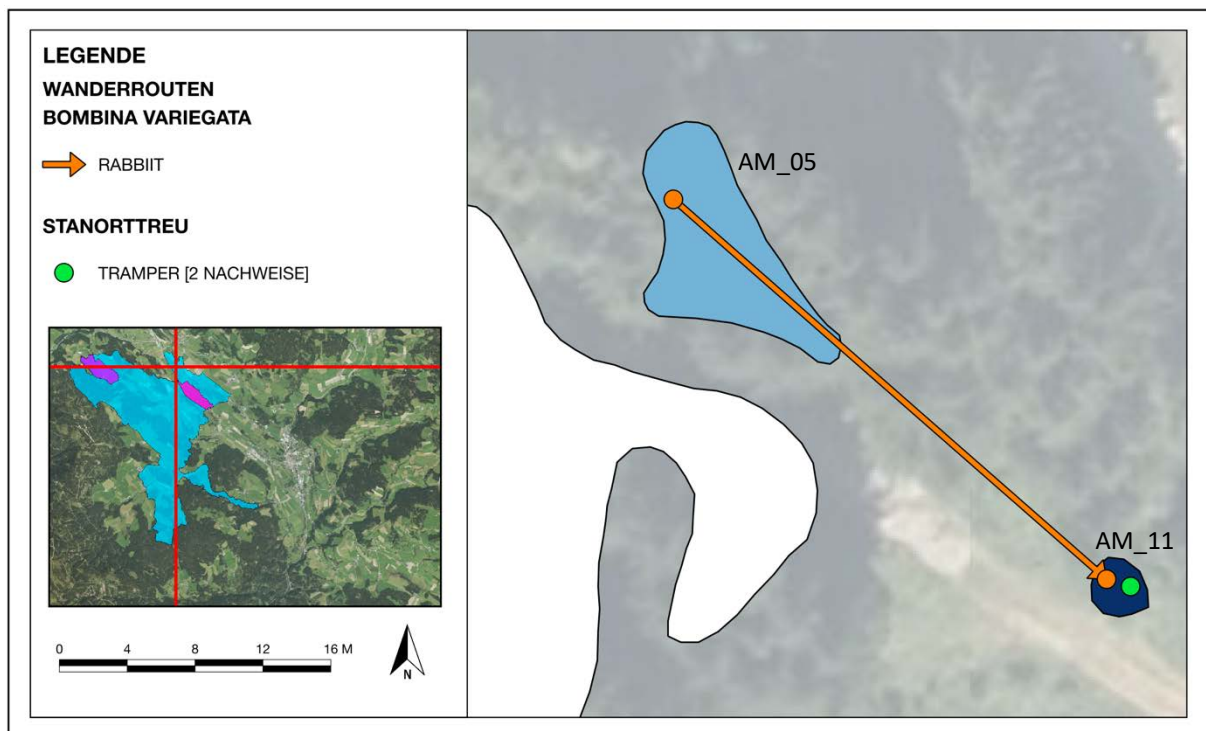 LEGENDE
WANDERROUTEN
BOMBINA VARIEGATA
RABBIIT
STANORTTREU
TRAMPER [2 NACHWEISE]
0 4 8 12 16 M
N
AM_05
AM_11